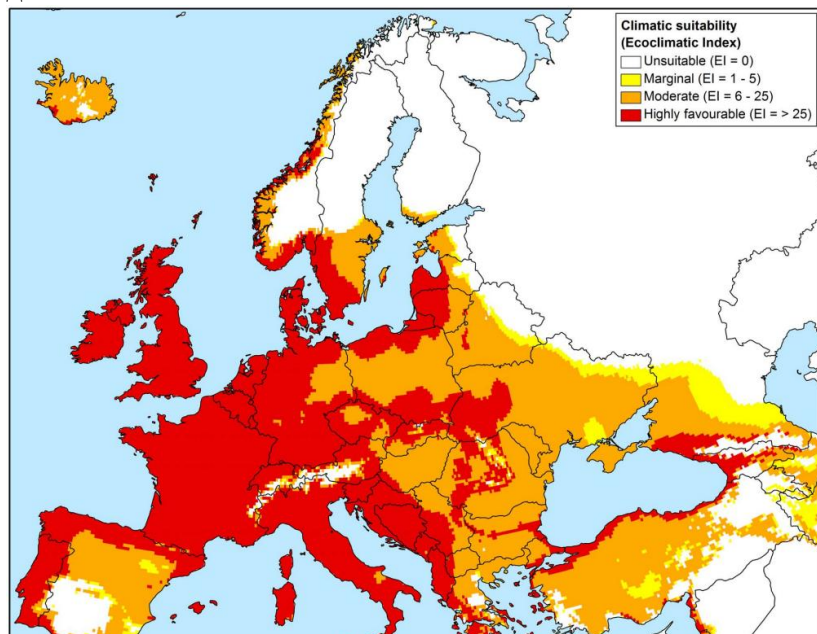 Climatic suitability
(Ecoclimatic Index)
Unsuitable (EI = 0)
Marginal (EI = 1 - 5)
Moderate (EI = 6 - 25)
Highly favourable (EI = > 25)